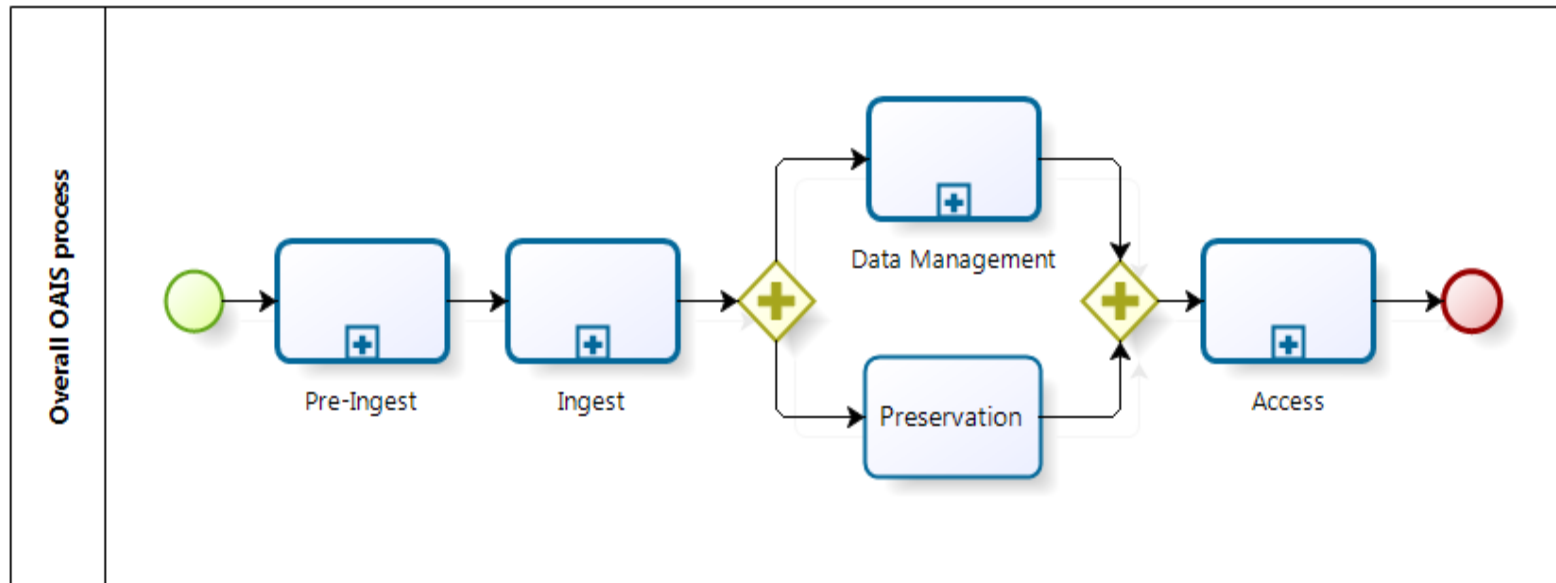 Overall OAIS process
Pre-Ingest
Ingest
Data Management
Preservation
Access